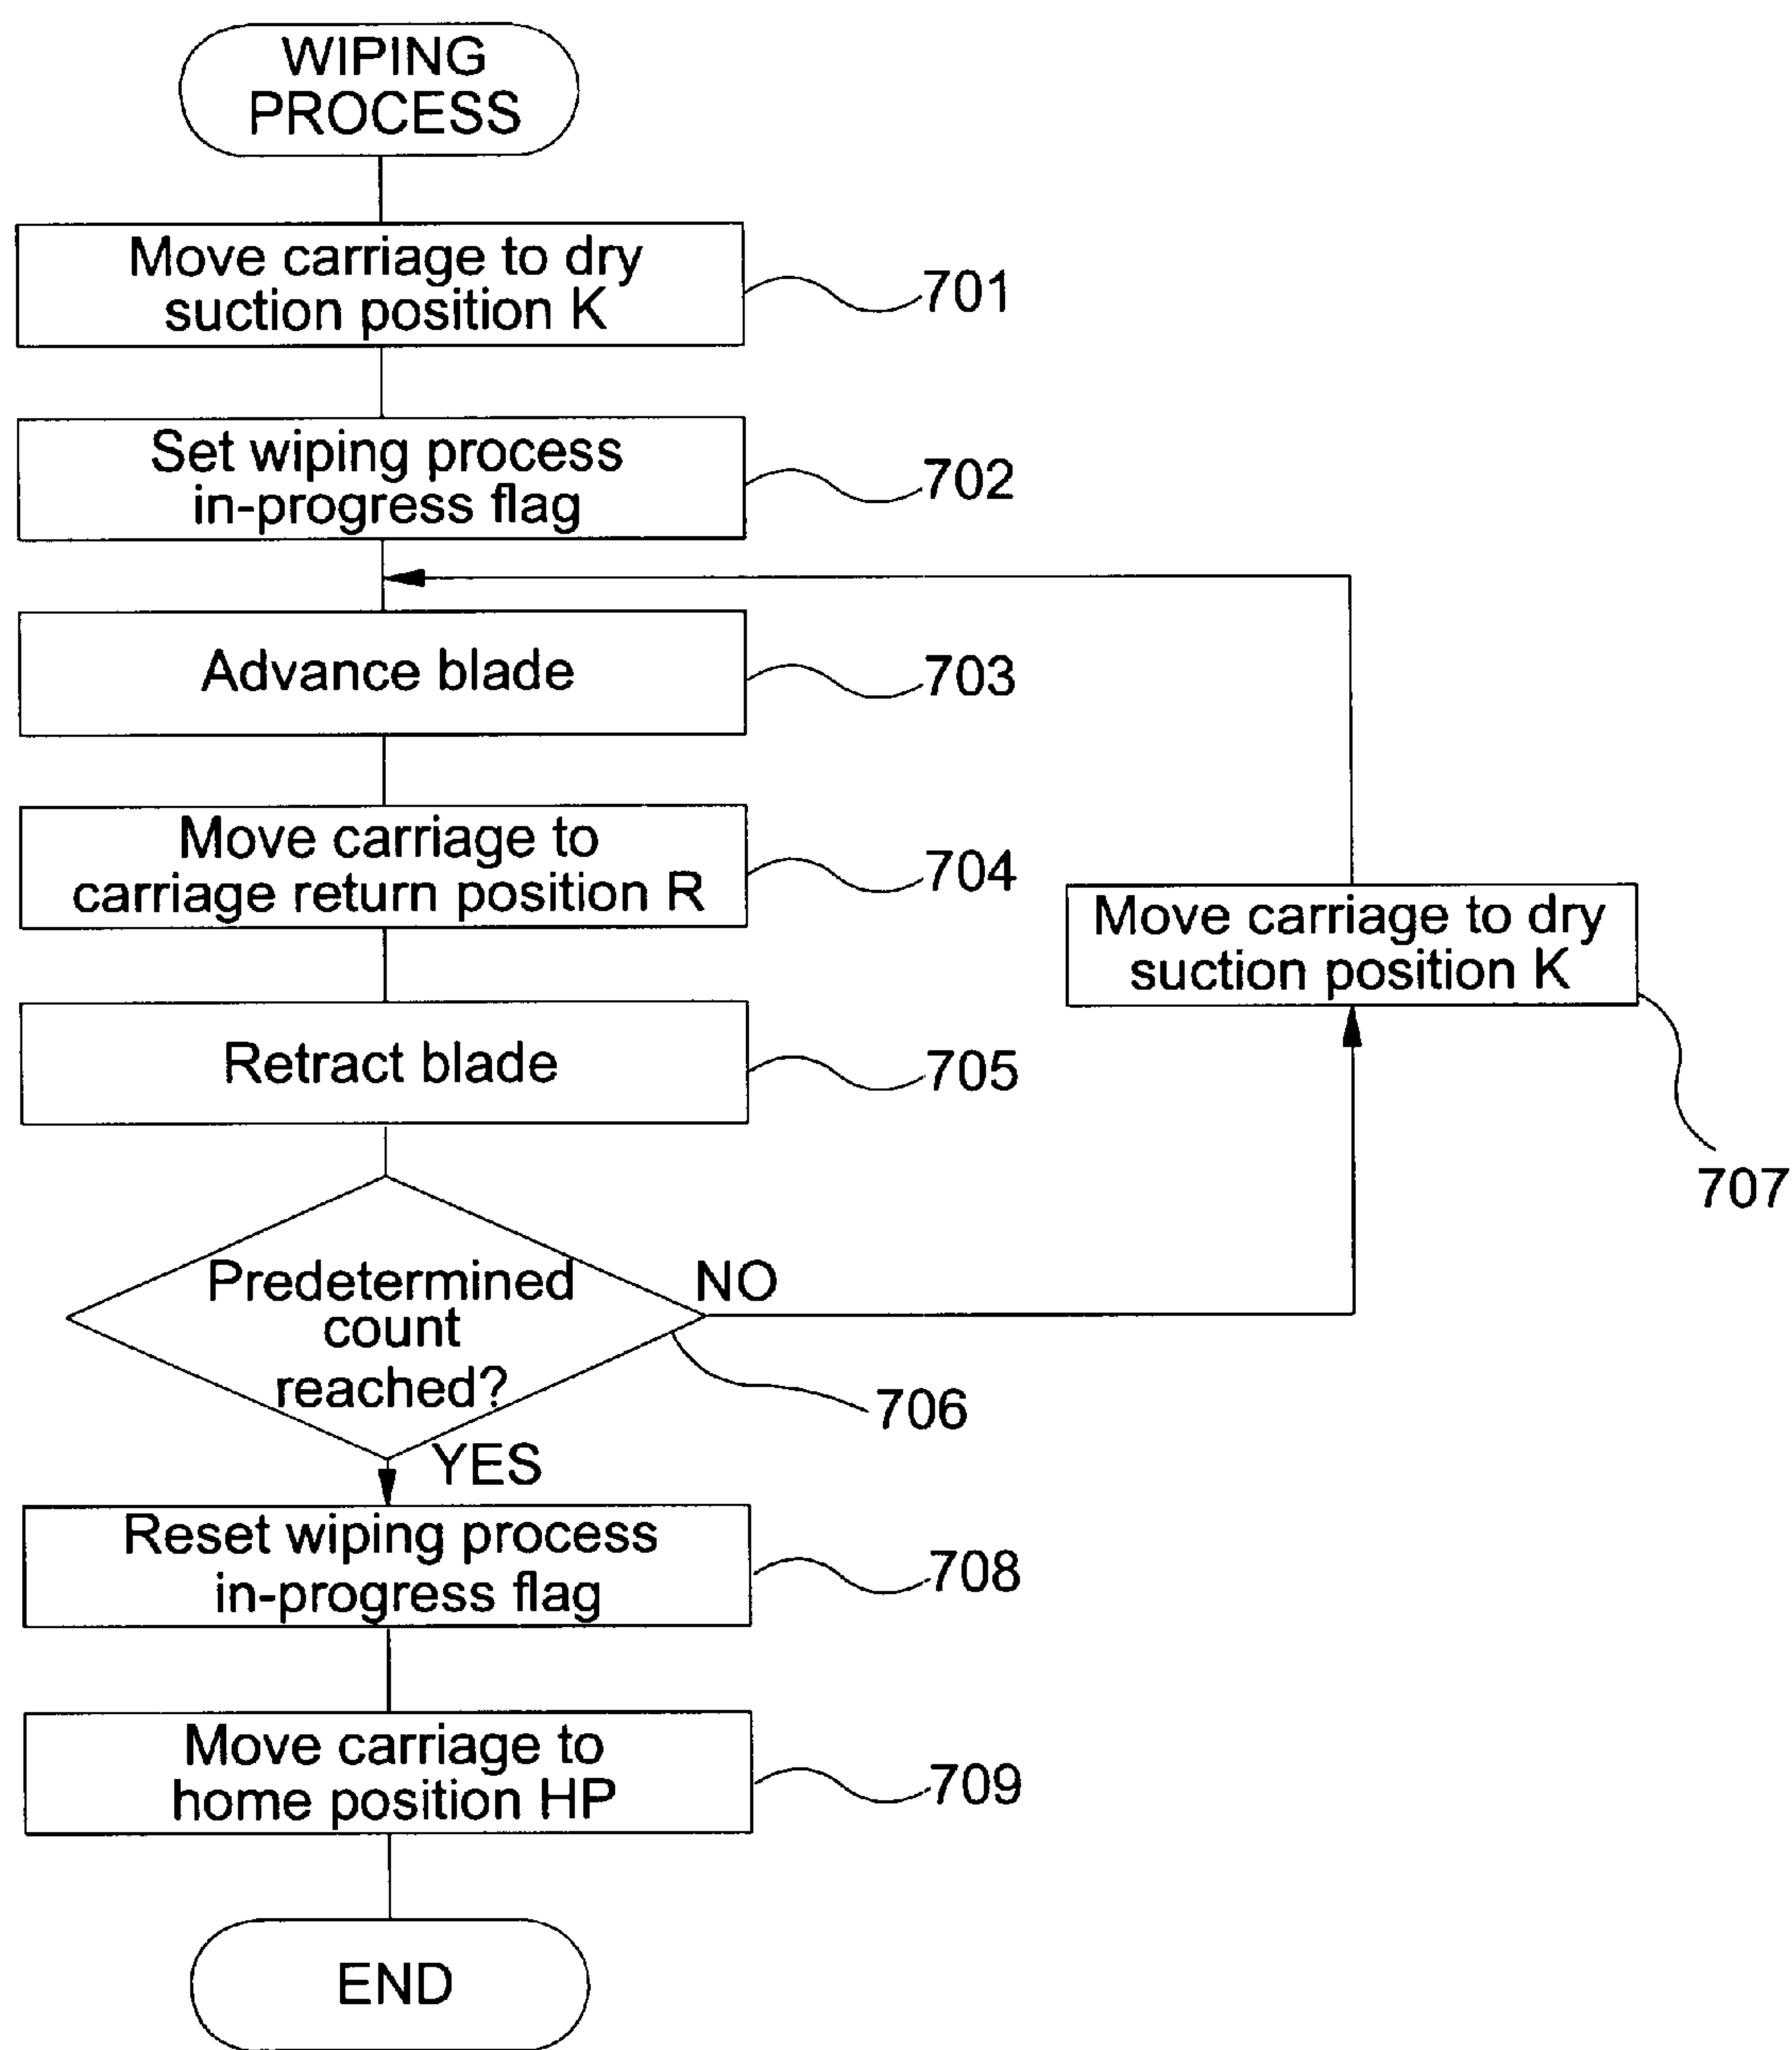 WIPING
PROCESS
Move carriage to dry
suction position K
701
Set wiping process
in-progress flag
702
Advance blade
703
Move carriage to
carriage return position R
704
Move carriage to dry
suction position K
707
Retract blade
705
Predetermined
count
reached?
NO
706
YES
Reset wiping process
in-progress flag
708
Move carriage to
home position HP
709
END